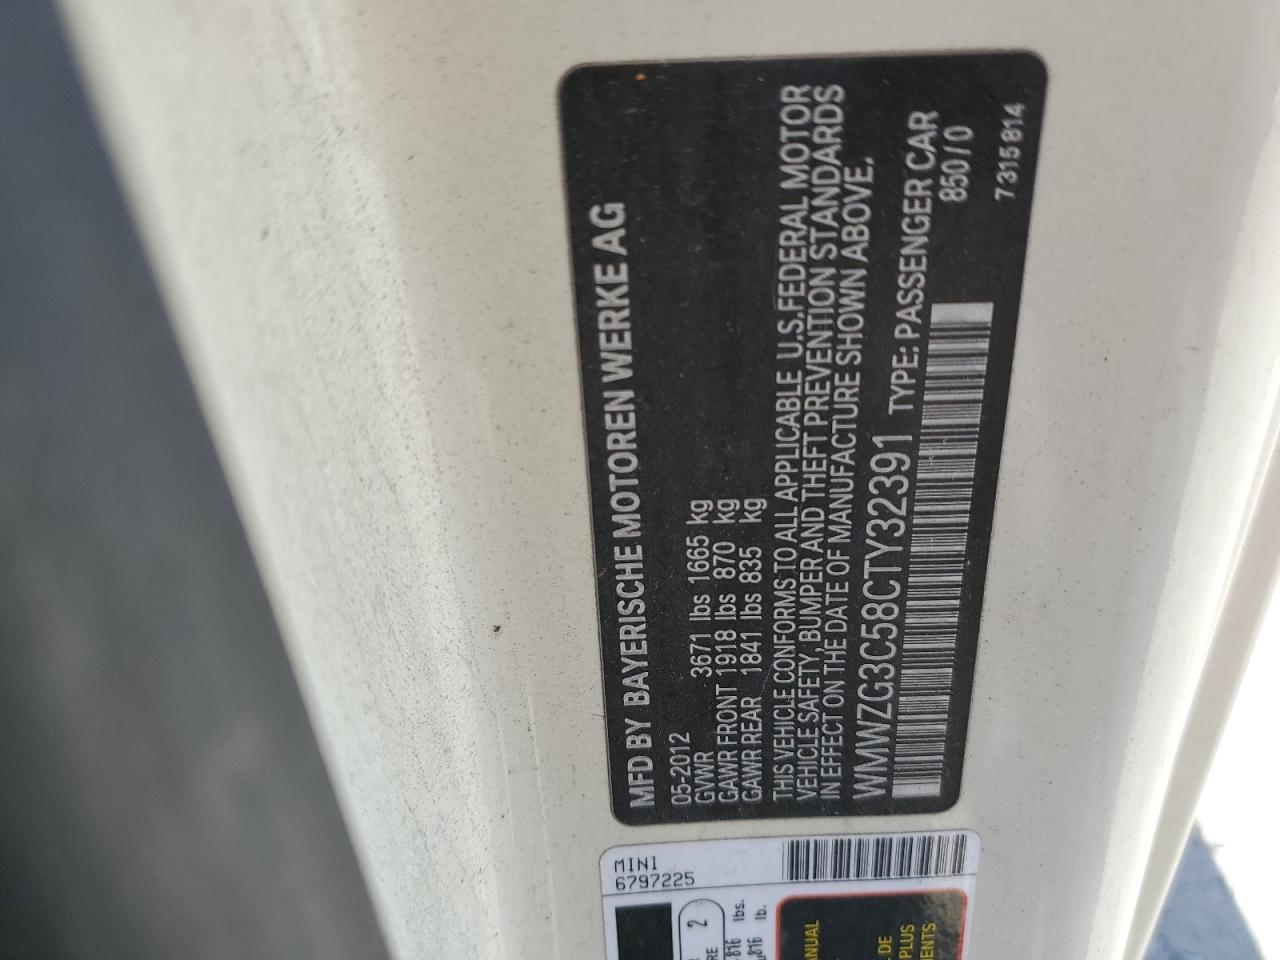 MFD BY BAYERISCHE MOTOREN WERKE AG
05-2012
GVWR 3671 lbs 1665 kg
GAWR FRONT 1918 lbs 870 kg
GAWR REAR 1841 lbs 835 kg
THIS VEHICLE CONFORMS TO ALL APPLICABLE U.S.FEDERAL MOTOR
VEHICLE SAFETY, BUMPER AND THEFT PREVENTION STANDARDS
IN EFFECT ON THE DATE OF MANUFACTURE SHOWN ABOVE.
WMWZG3C58CTY32391 TYPE: PASSENGER CAR
850/0
7315814
MINI
6797225
2
816 lbs.
816 lb.